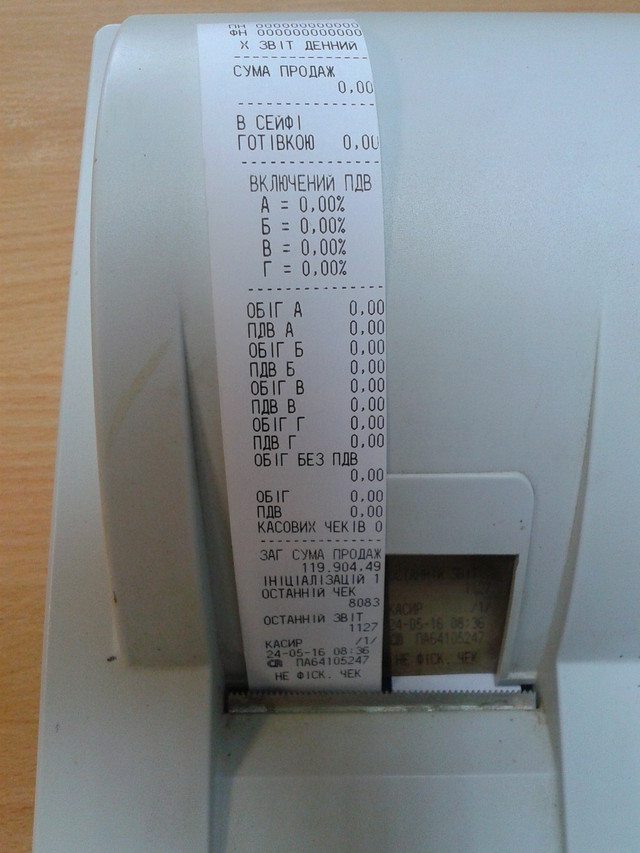 ПН 000000000000
ФН 000000000000
Х ЗВІТ ДЕННИЙ
СУМА ПРОДАЖ
0,00
В СЕЙФІ
ГОТІВКОЮ 0,00
ВКЛЮЧЕНИЙ ПДВ
А = 0,00%
Б = 0,00%
В = 0,00%
Г = 0,00%
ОБІГ А 0,00
ПДВ А 0,00
ОБІГ Б 0,00
ПДВ Б 0,00
ОБІГ В 0,00
ПДВ В 0,00
ОБІГ Г 0,00
ПДВ Г 0,00
ОБІГ БЕЗ ПДВ
0,00
ОБІГ 0.00
ПДВ 0.00
КАСОВИХ ЧЕКІВ 0
ЗАГ СУМА ПРОДАЖ
119.904.49
ІНІЦІАЛІЗАЦІЙ 1
ОСТАННІЙ ЧЕК
8083
ОСТАННІЙ ЗВІТ
1127
КАСИР /1/
24-05-16 08:36
ПА64105247
НЕ ФІСК. ЧЕК
КАСИР /1/
24-05-16 08:36
ПА64105247
НЕ ФІСК. ЧЕК